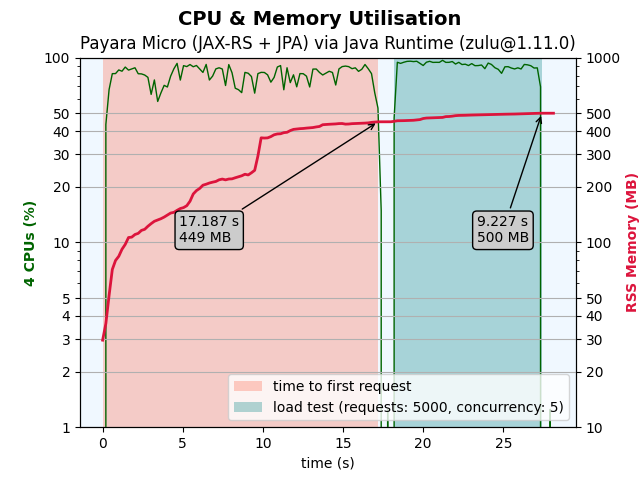 CPU & Memory Utilisation
Payara Micro (JAX-RS + JPA) via Java Runtime (zulu@1.11.0)
100
50
40
30
20
10
5
4
3
2
1
4 CPUs (%)
1000
500
400
300
200
100
50
40
30
20
10
RSS Memory (MB)
17.187 s
449 MB
9.227 s
500 MB
time to first request
load test (requests: 5000, concurrency: 5)
0 5 10 15 20 25
time (s)